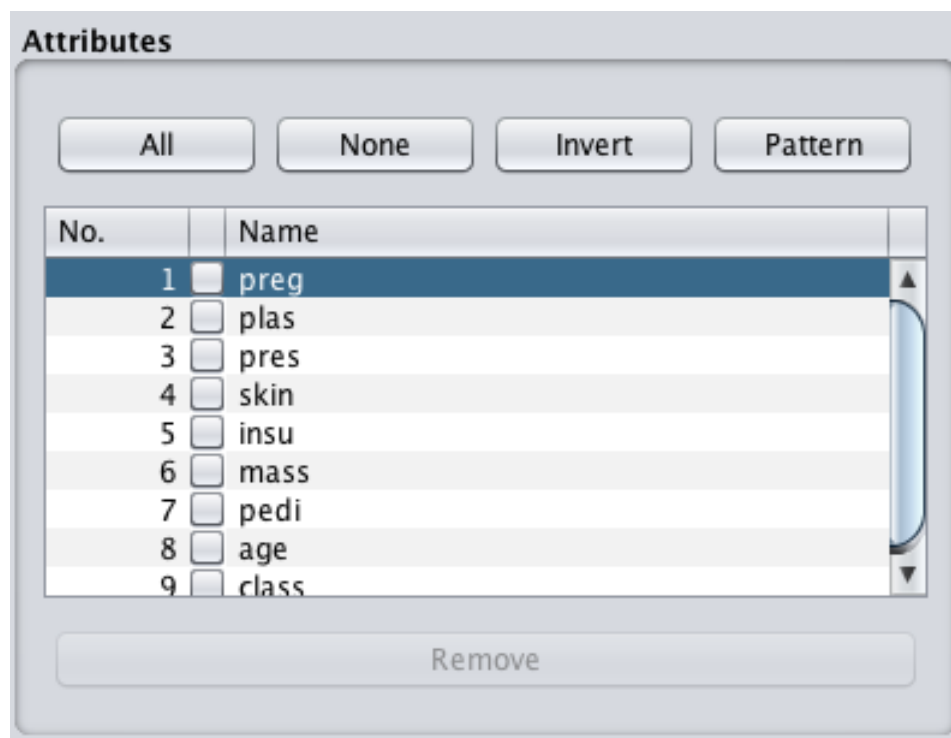 Attributes
All None Invert Pattern
No. Name
1 preg
2 plas
3 pres
4 skin
5 insu
6 mass
7 pedi
8 age
9 class
Remove